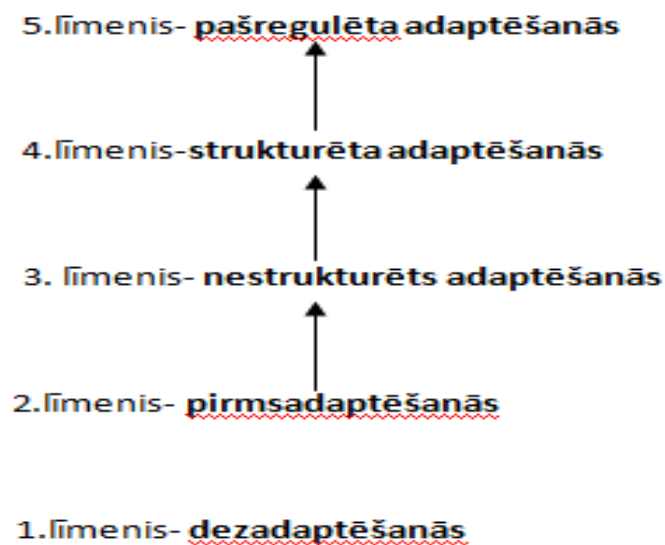 5.līmenis- pašregulēta adaptēšanās
4.līmenis-strukturēta adaptēšanās
3. līmenis- nestrukturēts adaptēšanās
2.līmenis- pirmsadaptēšanās
1.līmenis- dezadaptēšanās